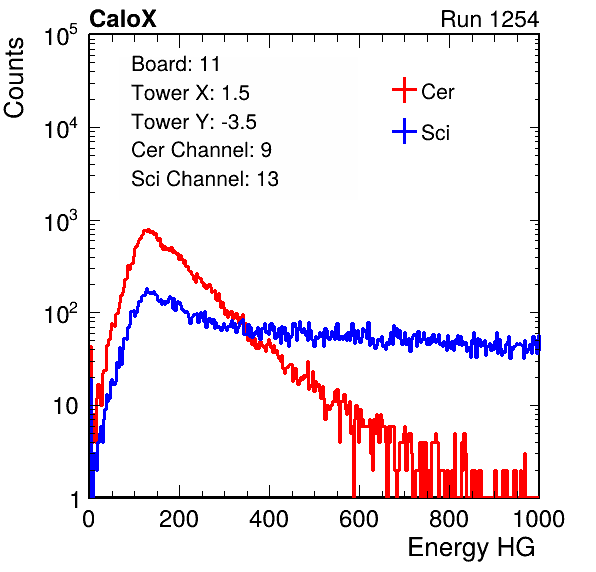 CaloX Run 1254
Counts
Board: 11
Tower X: 1.5
Tower Y: -3.5
Cer Channel: 9
Sci Channel: 13
Cer
Sci
10^5
10^4
10^3
10^2
10
1
0 200 400 600 800 1000
Energy HG